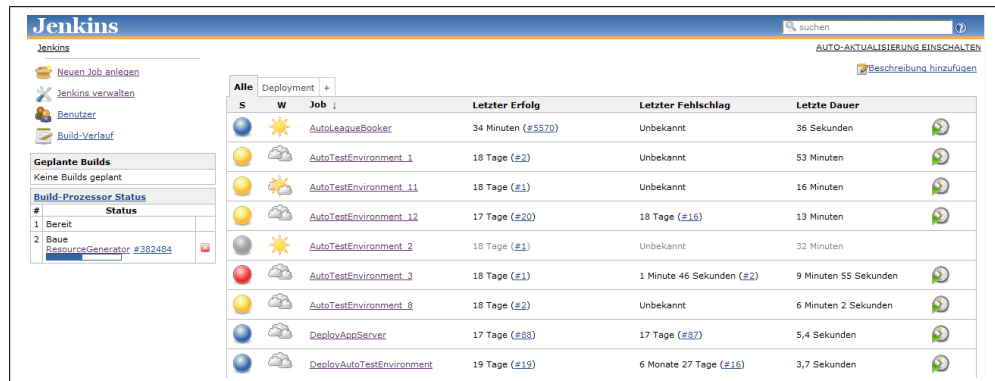 Jenkins
suchen
Jenkins
AUTO-AKTUALISIERUNG EINSCHALTEN
Neuen Job anlegen
Jenkins verwalten
Benutzer
Build-Verlauf
Geplante Builds
Keine Builds geplant
Build-Prozessor Status
# Status
1 Bereit
2 Baue
ResourceGenerator #382484
Beschreibung hinzufügen
Alle Deployment +
S W Job ↓ Letzter Erfolg Letzter Fehlschlag Letzte Dauer
AutoLeagueBooker 34 Minuten (#5570) Unbekannt 36 Sekunden
AutoTestEnvironment_1 18 Tage (#2) Unbekannt 53 Minuten
AutoTestEnvironment_11 18 Tage (#1) Unbekannt 16 Minuten
AutoTestEnvironment_12 17 Tage (#20) 18 Tage (#16) 13 Minuten
AutoTestEnvironment_2 18 Tage (#1) Unbekannt 32 Minuten
AutoTestEnvironment_3 18 Tage (#1) 1 Minute 46 Sekunden (#2) 9 Minuten 55 Sekunden
AutoTestEnvironment_8 18 Tage (#2) Unbekannt 6 Minuten 2 Sekunden
DeployAppServer 17 Tage (#88) 17 Tage (#87) 5,4 Sekunden
DeployAutoTestEnvironment 19 Tage (#19) 6 Monate 27 Tage (#16) 3,7 Sekunden